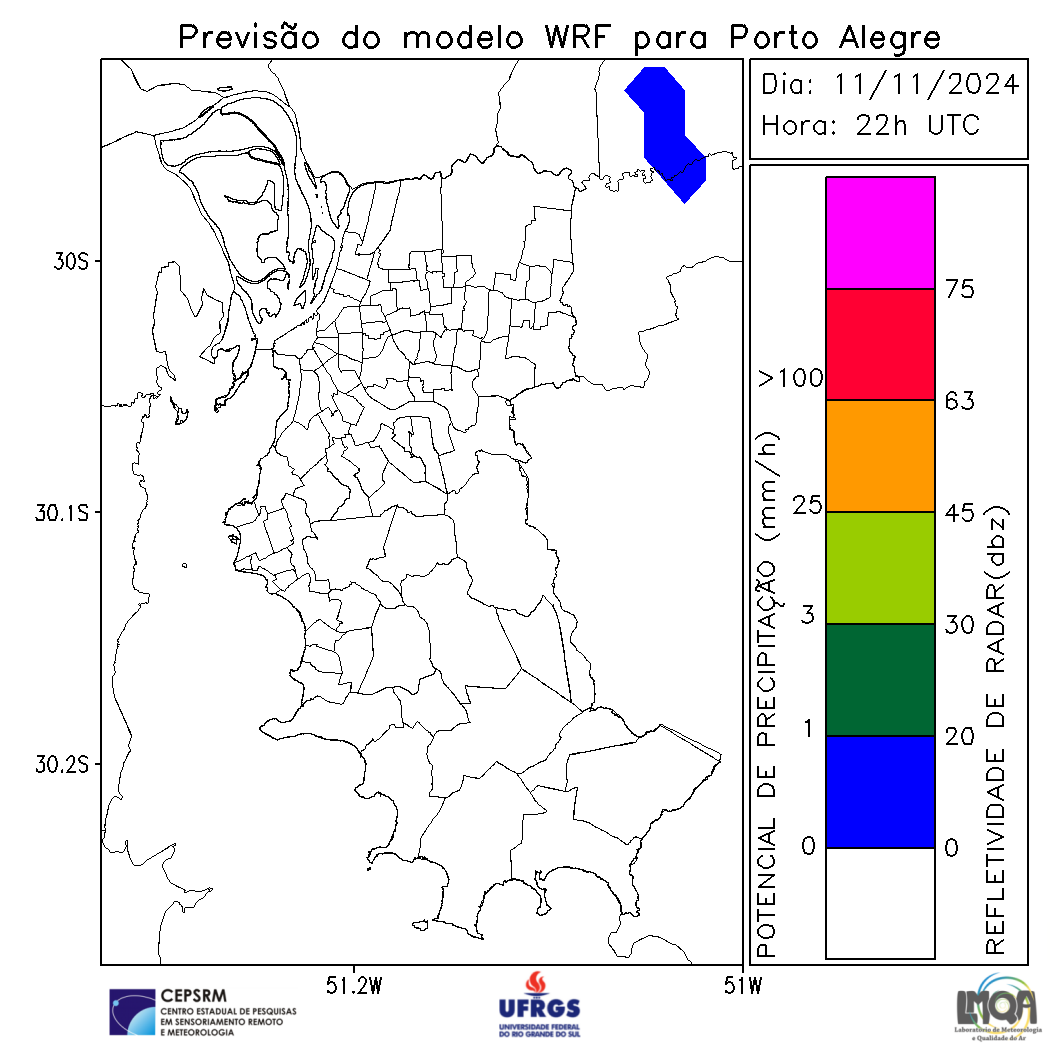 Previsão do modelo WRF para Porto Alegre
Dia: 11/11/2024
Hora: 22h UTC
30S
30.1S
30.2S
51.2W
51W
POTENCIAL DE PRECIPITAÇÃO (mm/h)
>100
25
3
1
0
75
63
45
30
20
0
REFLETIVIDADE DE RADAR(dbz)
CEPSRM
CENTRO ESTADUAL DE PESQUISAS
EM SENSORIAMENTO REMOTO
E METEOROLOGIA
UFRGS
UNIVERSIDADE FEDERAL
DO RIO GRANDE DO SUL
LMQA
Laboratório de Meteorologia
e Qualidade do Ar